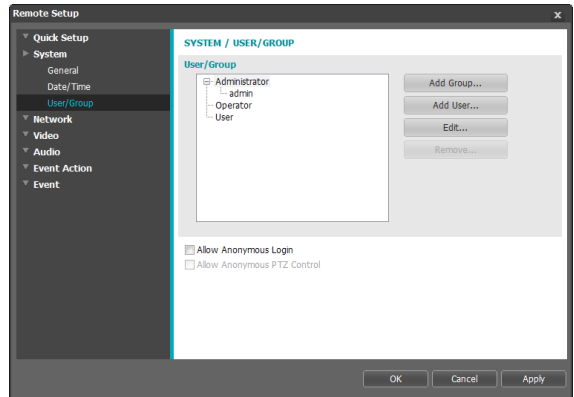 Remote Setup
x
Quick Setup
System
General
Date/Time
User/Group
Network
Video
Audio
Event Action
Event
SYSTEM / USER/GROUP
User/Group
Administrator
admin
Operator
User
Add Group...
Add User...
Edit...
Remove...
Allow Anonymous Login
Allow Anonymous PTZ Control
OK Cancel Apply